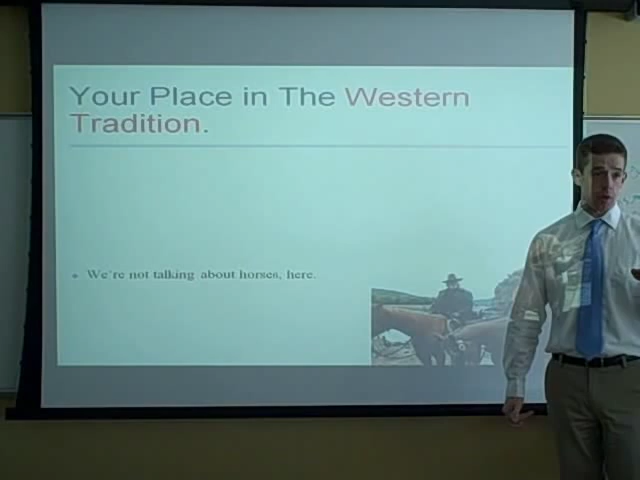 Your Place in The Western
Tradition.
We're not talking about horses, here.